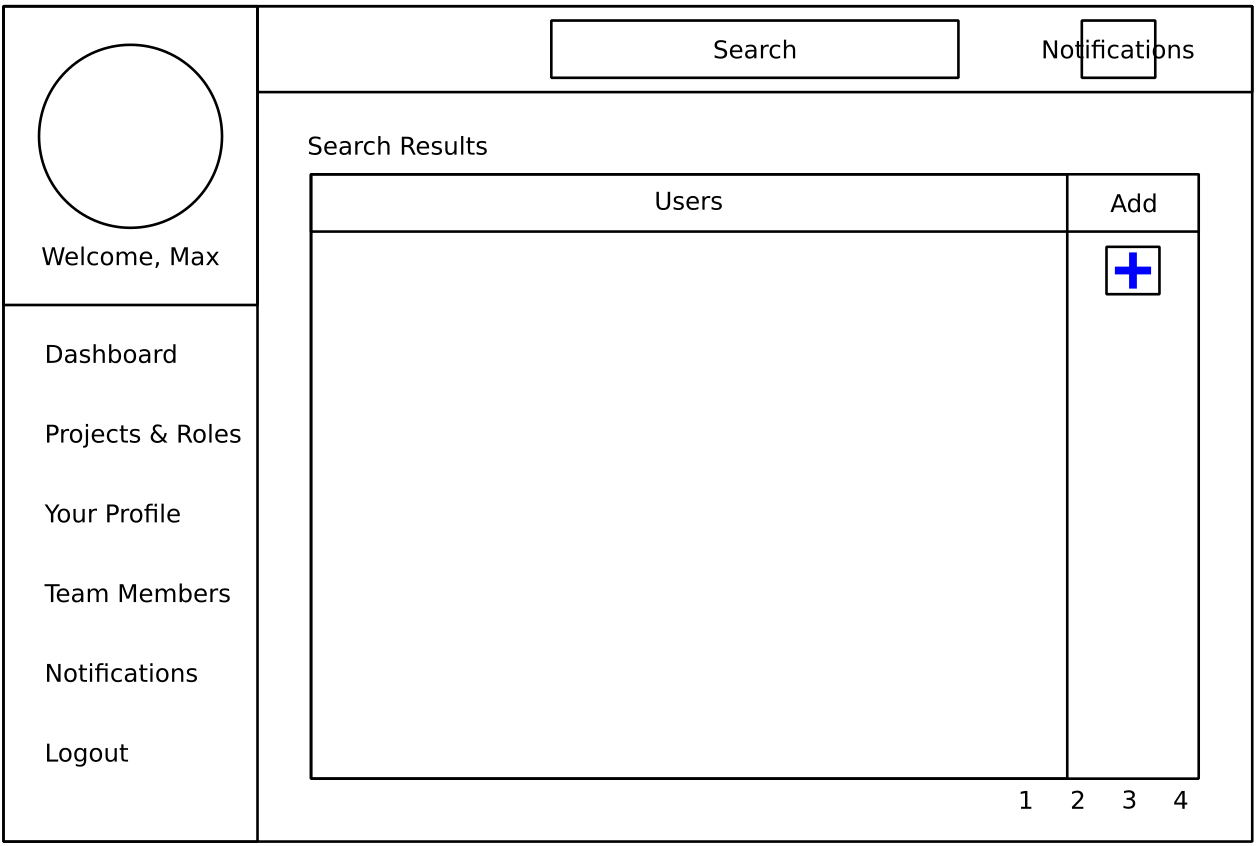 Search
Notifications
Welcome, Max
Dashboard
Projects & Roles
Your Profile
Team Members
Notifications
Logout
Search Results
Users
Add
1 2 3 4